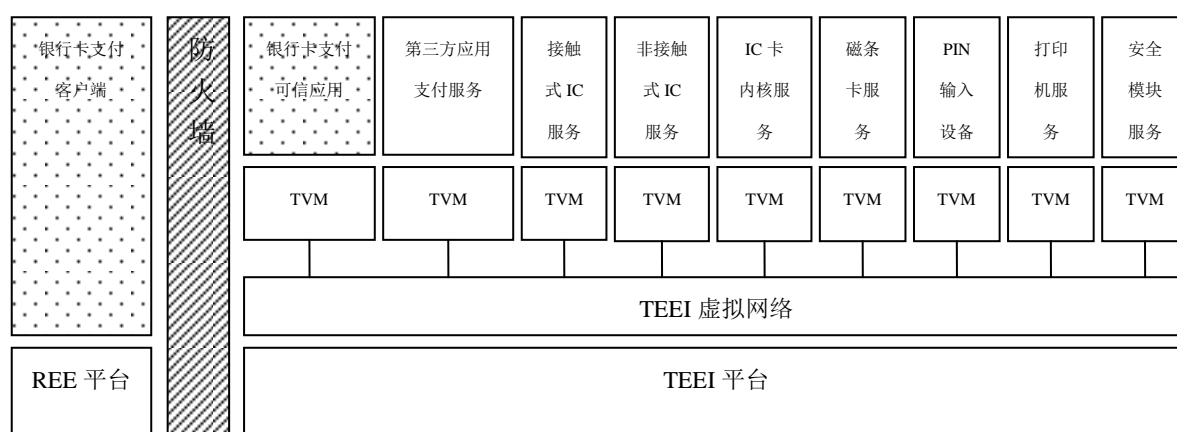 银行卡支付
客户端
防
火
墙
银行卡支付
可信应用
第三方应用
支付服务
接触
式 IC
服务
非接触
式 IC
服务
IC 卡
内核服
务
磁条
卡服
务
PIN
输入
设备
打印
机服
务
安全
模块
服务
TVM
TVM
TVM
TVM
TVM
TVM
TVM
TVM
TVM
TEEI 虚拟网络
REE 平台
TEEI 平台